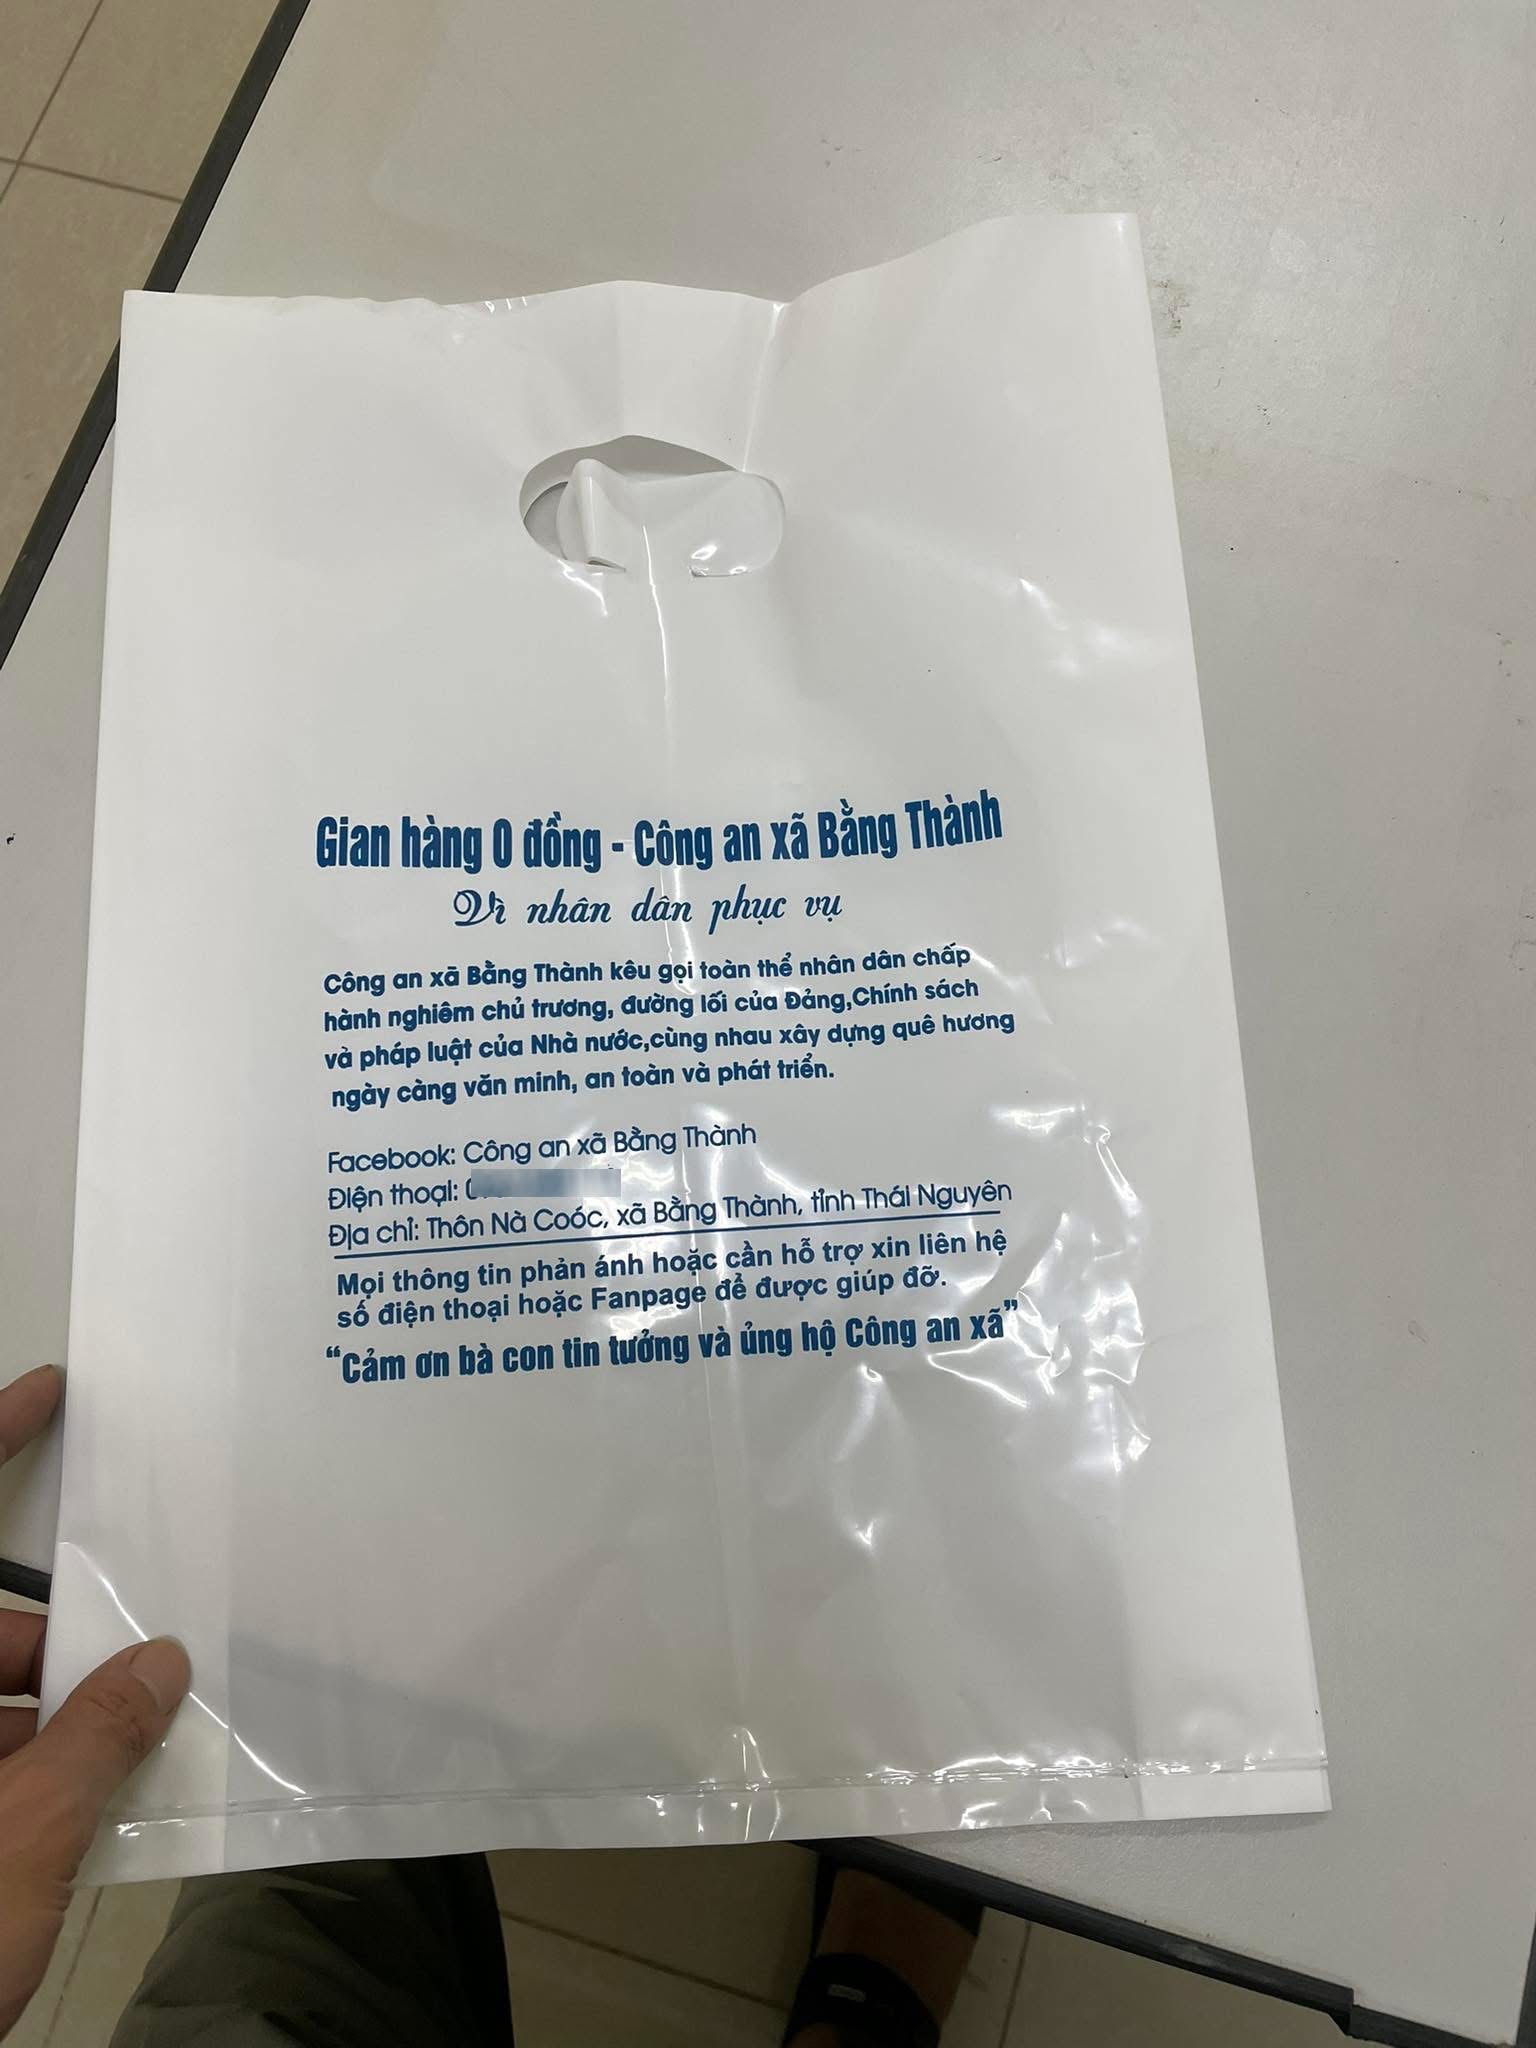 Gian hàng 0 đồng - Công an xã Bằng Thành
Vì nhân dân phục vụ
Công an xã Bằng Thành kêu gọi toàn thể nhân dân chấp
hành nghiêm chủ trương, đường lối của Đảng,Chính sách
và pháp luật của Nhà nước,cùng nhau xây dựng quê hương
ngày càng văn minh, an toàn và phát triển.
Facebook: Công an xã Bằng Thành
Điện thoại:
Địa chỉ: Thôn Nà Coóc, xã Bằng Thành, tỉnh Thái Nguyên
Mọi thông tin phản ánh hoặc cần hỗ trợ xin liên hệ
số điện thoại hoặc Fanpage để được giúp đỡ.
“Cảm ơn bà con tin tưởng và ủng hộ Công an xã”